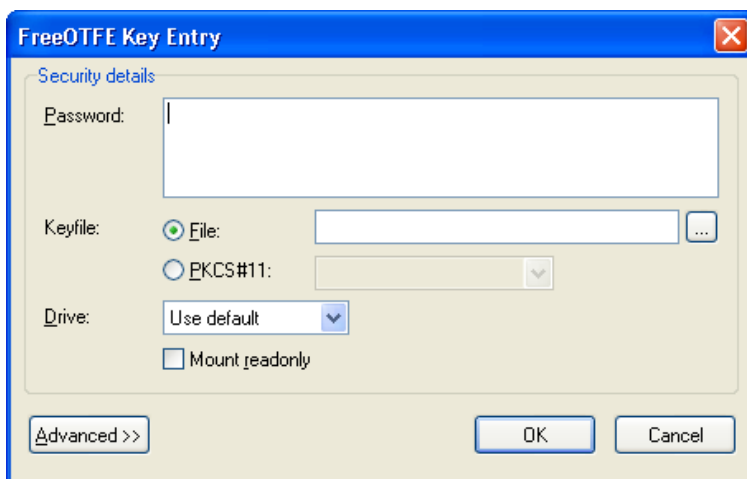 FreeOTFE Key Entry
Security details
Password:
Keyfile:
File:
...
PKCS#11:
Drive:
Use default
Mount readonly
Advanced >>
OK
Cancel